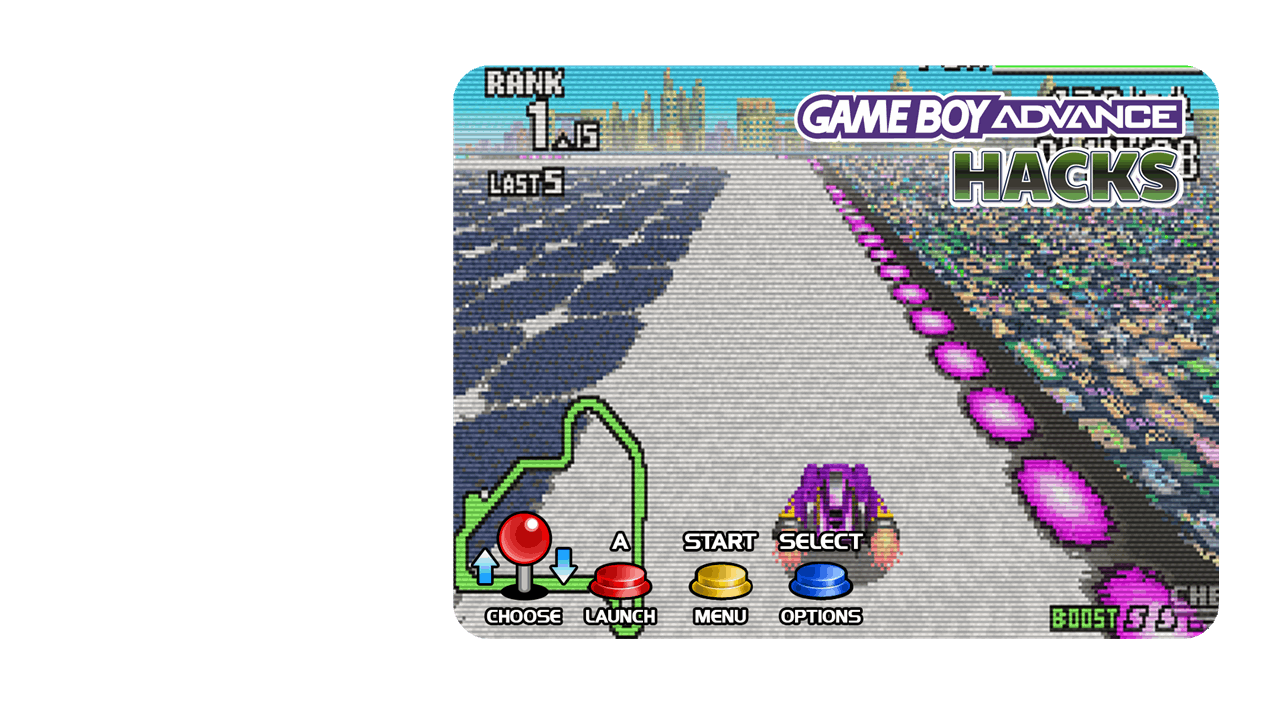 RANK
1
/15
LAST 5
GAME BOY ADVANCE
HACKS
A
START
SELECT
CHOOSE
LAUNCH
MENU
OPTIONS
BOOST S S